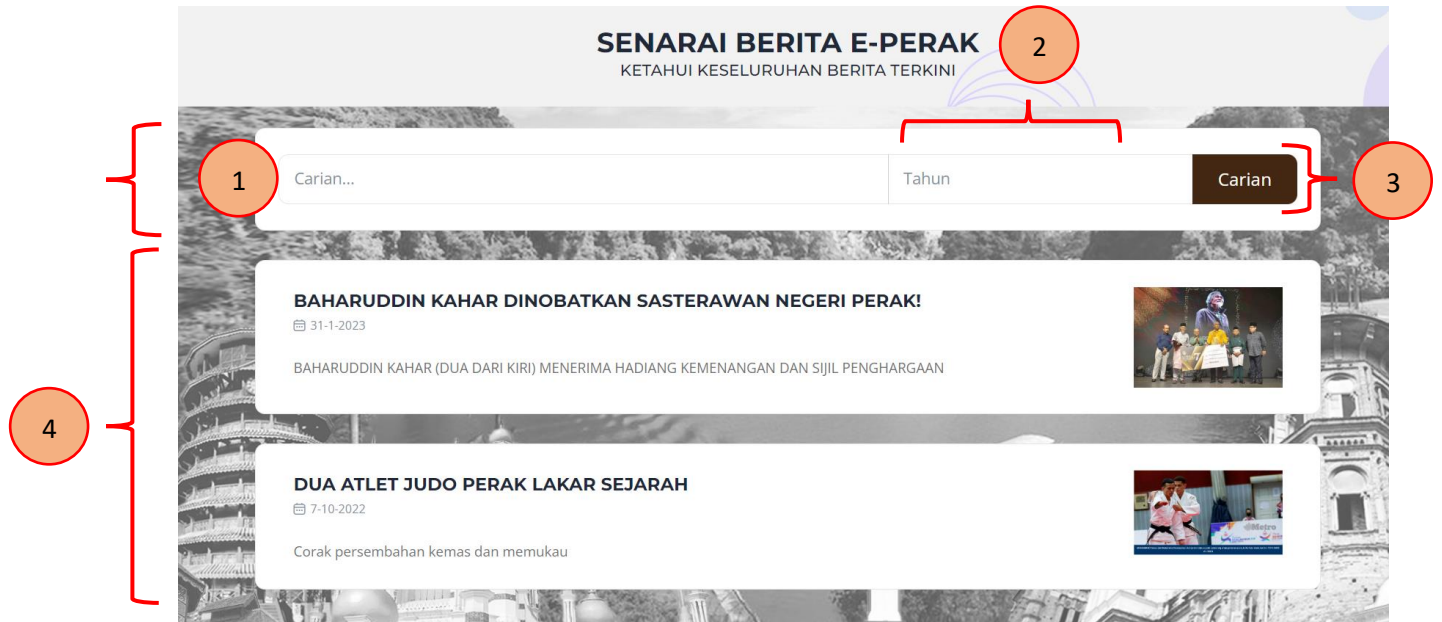 SENARAI BERITA E-PERAK
2
KETAHUI KESELURUHAN BERITA TERKINI
1
Carian...
Tahun
Carian
3
BAHARUDDIN KAHAR DINOBATKAN SASTERAWAN NEGERI PERAK!
31-1-2023
BAHARUDDIN KAHAR (DUA DARI KIRI) MENERIMA HADIANG KEMENANGAN DAN SIJIL PENGHARGAAN
4
DUA ATLET JUDO PERAK LAKAR SEJARAH
7-10-2022
Corak persembahan kemas dan memukau
@Metro